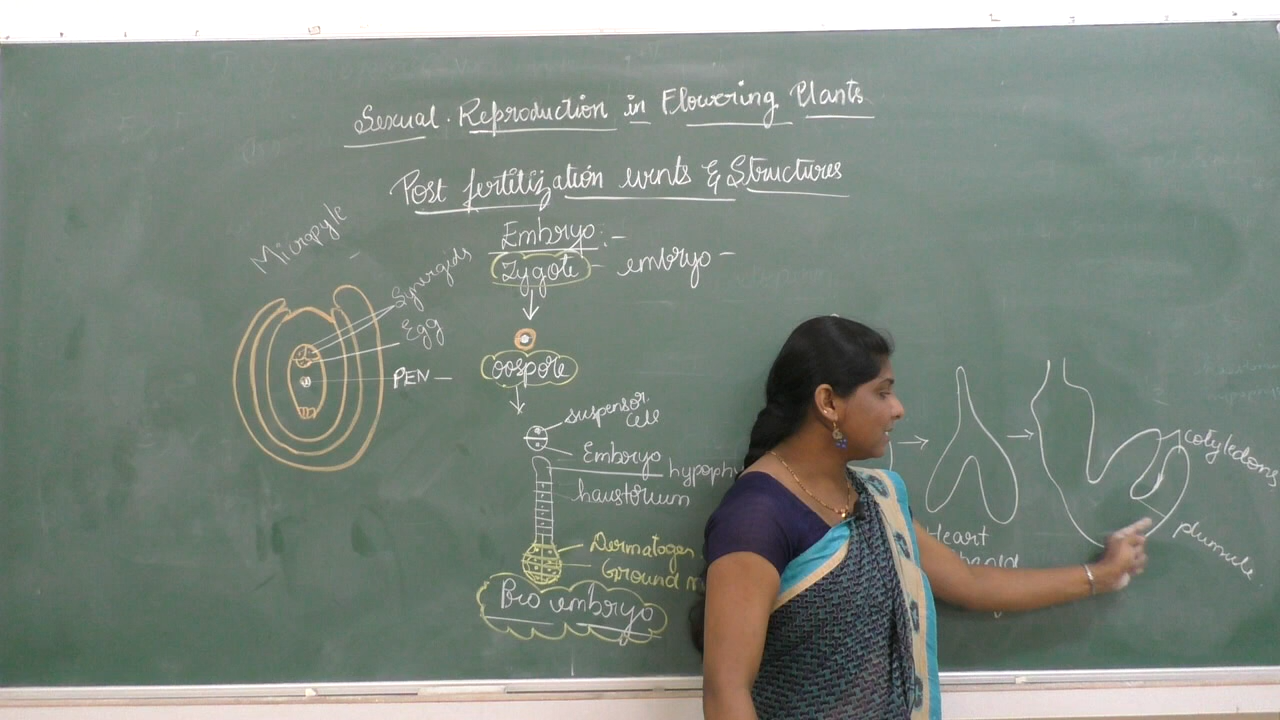 Sexual. Reproduction in Flowering Plants
Post fertilization evnts & Structures
Embryo:-
Zygote - embryo -
Micropyle
Synergids
Egg
PEN
oospore
suspensor cell
Embryo
hypophy
haustorium
Dermatogen
Ground m
Pro embryo
Heart
cotyledons
plumule